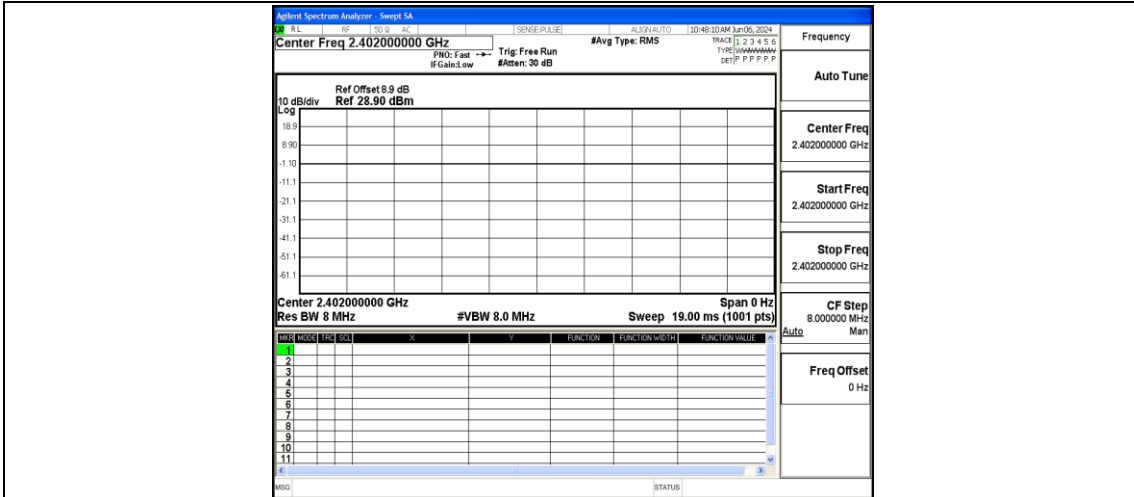 Agilent Spectrum Analyzer - Swept SA
RL RF 50 Ω AC SENSE:PULSE ALIGN AUTO 10:48:10 AM Jun 06, 2024
Center Freq 2.402000000 GHz
PNO: Fast
IFGain:Low
Trig: Free Run
#Atten: 30 dB
#Avg Type: RMS
TRACE 1 2 3 4 5 6
TYPE
DET P P P P P P
Ref Offset 8.9 dB
10 dB/div Ref 28.90 dBm
Log
18.9
8.90
-1.10
-11.1
-21.1
-31.1
-41.1
-51.1
-61.1
Center 2.402000000 GHz Span 0 Hz
Res BW 8 MHz #VBW 8.0 MHz Sweep 19.00 ms (1001 pts)
MKR MODE TRC SCL X Y FUNCTION FUNCTION WIDTH FUNCTION VALUE
1
2
3
4
5
6
7
8
9
10
11
MSG STATUS
Frequency
Auto Tune
Center Freq
2.402000000 GHz
Start Freq
2.402000000 GHz
Stop Freq
2.402000000 GHz
CF Step
8.000000 MHz
Auto Man
Freq Offset
0 Hz